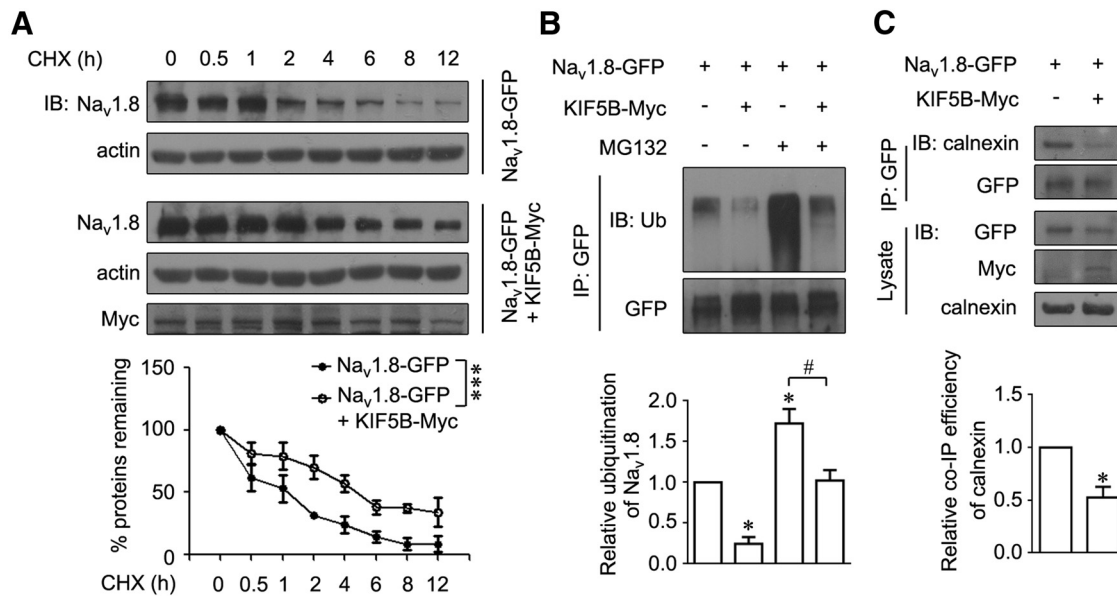 A
CHX (h) 0 0.5 1 2 4 6 8 12
IB: Nav1.8
actin
Nav1.8-GFP
Nav1.8
actin
Myc
Nav1.8-GFP
+ KIF5B-Myc
150
100
50
0
% proteins remaining
Nav1.8-GFP
Nav1.8-GFP
+ KIF5B-Myc
***
CHX (h) 0 0.5 1 2 4 6 8 12
B
Nav1.8-GFP + + + +
KIF5B-Myc - + - +
MG132 - - + +
IP: GFP
IB: Ub
GFP
Relative ubiquitination
of Nav1.8
2.0
1.5
1.0
0.5
0.0
* * #
C
Nav1.8-GFP + +
KIF5B-Myc - +
IP: GFP
IB: calnexin
GFP
Lysate
IB: GFP
Myc
calnexin
Relative co-IP efficiency
of calnexin
1.5
1.0
0.5
0.0
*